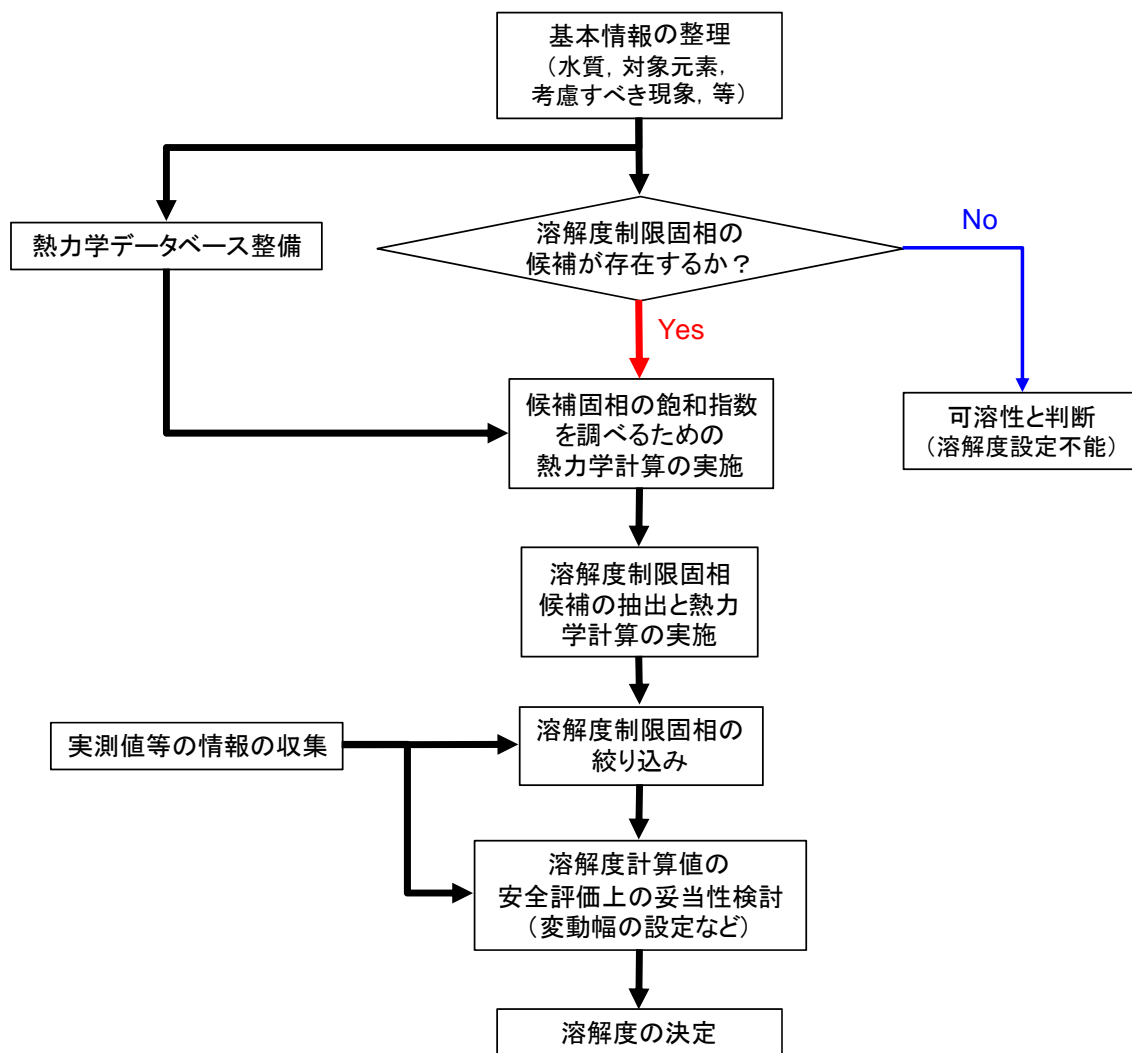 基本情報の整理
（水質，対象元素，
考慮すべき現象，等）
熱力学データベース整備
溶解度制限固相の
候補が存在するか？
No
Yes
候補固相の飽和指数
を調べるための
熱力学計算の実施
可溶性と判断
（溶解度設定不能）
溶解度制限固相
候補の抽出と熱力
学計算の実施
実測値等の情報の収集
溶解度制限固相の
絞り込み
溶解度計算値の
安全評価上の妥当性検討
（変動幅の設定など）
溶解度の決定